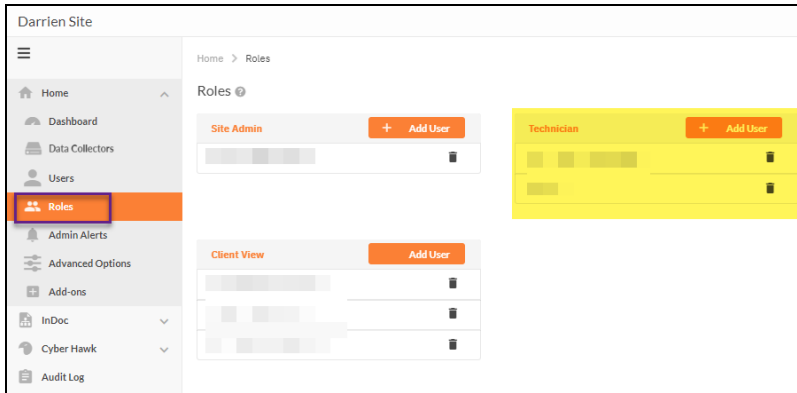 Darrien Site
Home > Roles
Home
Roles
Dashboard
Site Admin
+ Add User
Technician
+ Add User
Data Collectors
Users
Roles
Admin Alerts
Client View
Add User
Advanced Options
Add-ons
InDoc
Cyber Hawk
Audit Log